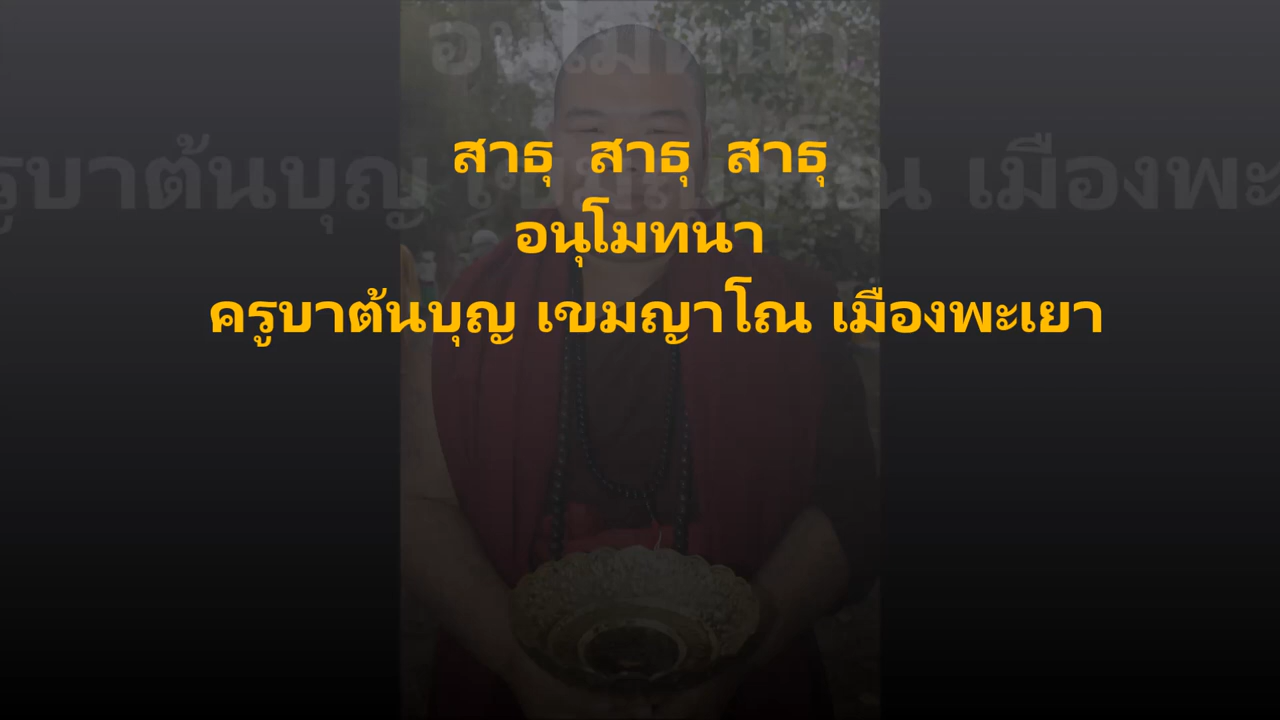 สาธุ สาธุ สาธุ
อนุโมทนา
ครูบาต้นบุญ เขมญาโณ เมืองพะเยา